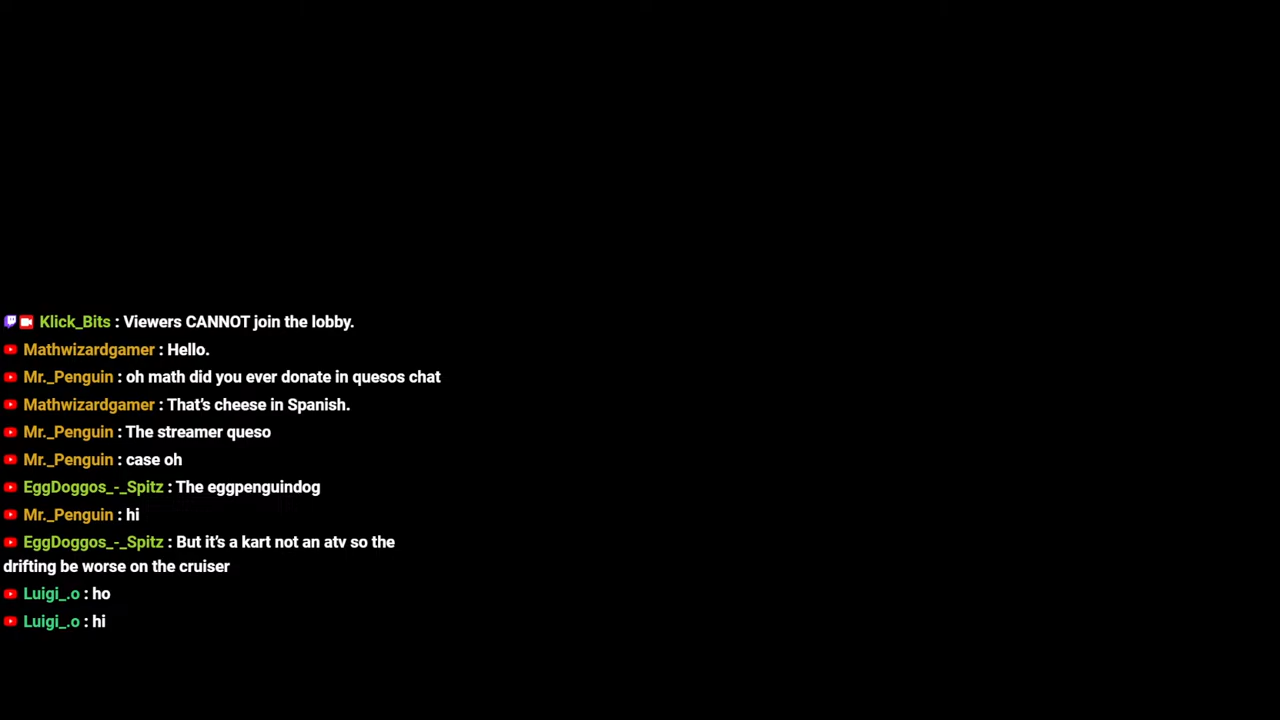 Klick_Bits : Viewers CANNOT join the lobby.
Mathwizardgamer : Hello.
Mr._Penguin : oh math did you ever donate in quesos chat
Mathwizardgamer : That's cheese in Spanish.
Mr._Penguin : The streamer queso
Mr._Penguin : case oh
EggDoggos_-_Spitz : The eggpenguindog
Mr._Penguin : hi
EggDoggos_-_Spitz : But it's a kart not an atv so the
drifting be worse on the cruiser
Luigi_.o : ho
Luigi_.o : hi